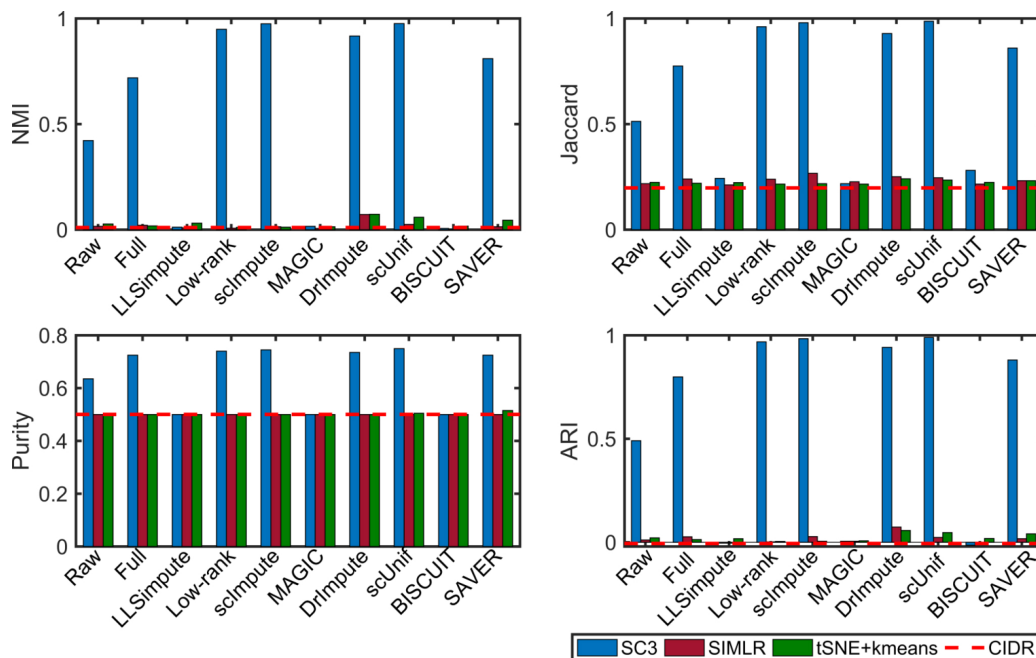 NMI
1
0.5
0
Raw
Full
LLSimpute
Low-rank
scImpute
MAGIC
DrImpute
scUnif
BISCUIT
SAVER
Jaccard
1
0.5
0
Raw
Full
LLSimpute
Low-rank
scImpute
MAGIC
DrImpute
scUnif
BISCUIT
SAVER
Purity
0.8
0.6
0.4
0.2
0
Raw
Full
LLSimpute
Low-rank
scImpute
MAGIC
DrImpute
scUnif
BISCUIT
SAVER
ARI
1
0.5
0
Raw
Full
LLSimpute
Low-rank
scImpute
MAGIC
DrImpute
scUnif
BISCUIT
SAVER
SC3 SIMLR tSNE+kmeans CIDR